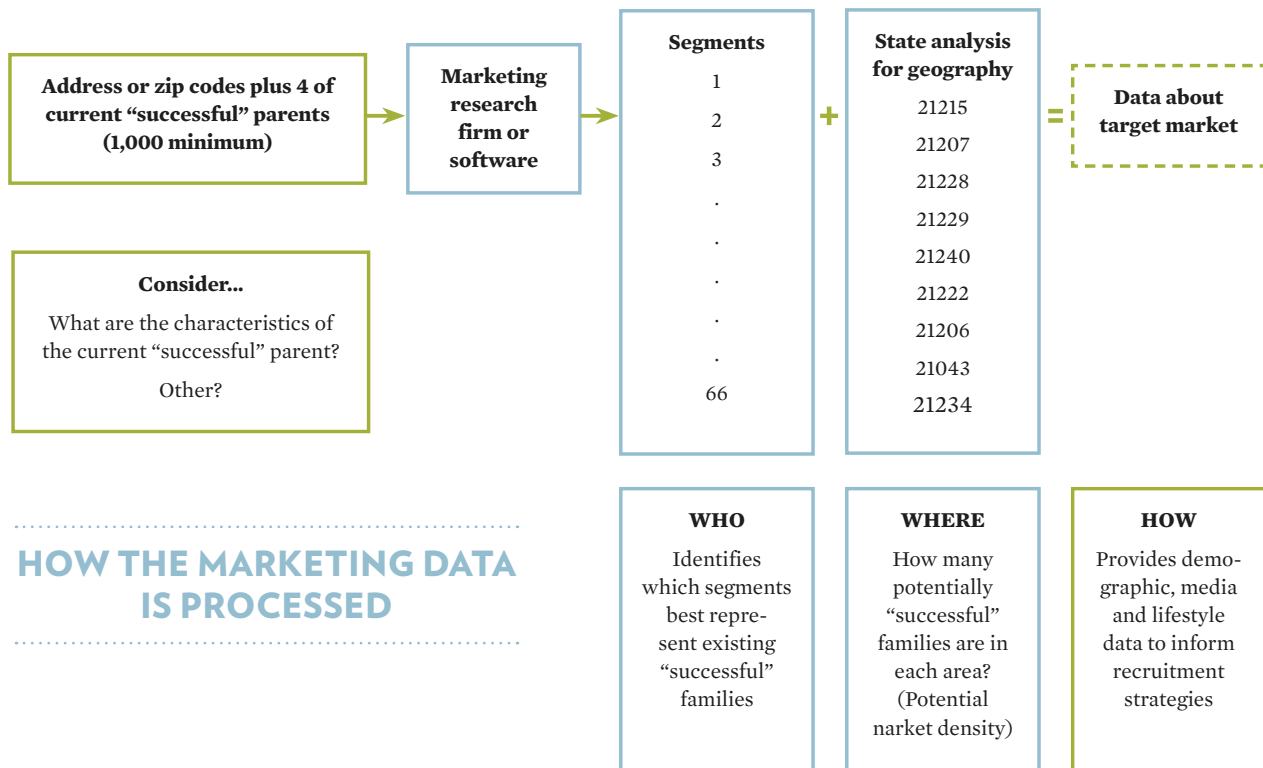 Address or zip codes plus 4 of
current “successful” parents
(1,000 minimum)
Marketing
research
firm or
software
Segments
1
2
3
.
.
.
.
.
66
+
State analysis
for geography
21215
21207
21228
21229
21240
21222
21206
21043
21234
=
Data about
target market
Consider...
What are the characteristics of
the current “successful” parent?
Other?
HOW THE MARKETING DATA
IS PROCESSED
WHO
Identifies
which segments
best repre-
sent existing
“successful”
families
WHERE
How many
potentially
“successful”
families are in
each area?
(Potential
narket density)
HOW
Provides demo-
graphic, media
and lifestyle
data to inform
recruitment
strategies